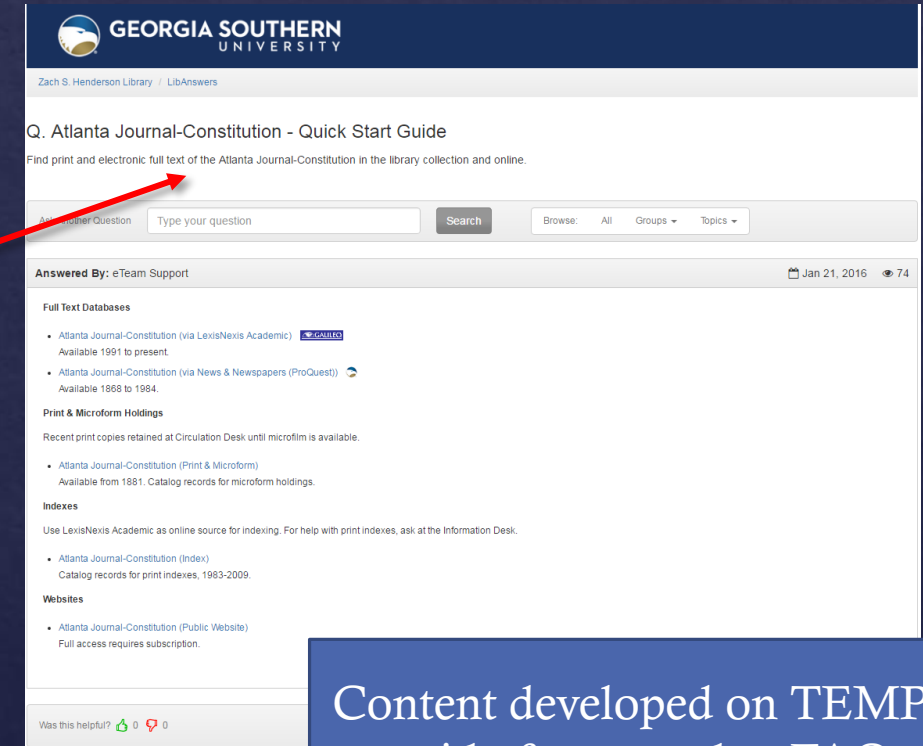 GEORGIA SOUTHERN
UNIVERSITY
Zach S. Henderson Library / LibAnswers
Q. Atlanta Journal-Constitution - Quick Start Guide
Find print and electronic full text of the Atlanta Journal-Constitution in the library collection and online.
Question Type your question Search Browse: All Groups Topics
Answered By: eTeam Support Jan 21, 2016 74
Full Text Databases
Atlanta Journal-Constitution (via LexisNexis Academic) GALILEO
Available 1991 to present.
Atlanta Journal-Constitution (via News & Newspapers (ProQuest))
Available 1868 to 1984.
Print & Microform Holdings
Recent print copies retained at Circulation Desk until microfilm is available.
Atlanta Journal-Constitution (Print & Microform)
Available from 1881. Catalog records for microform holdings.
Indexes
Use LexisNexis Academic as online source for indexing. For help with print indexes, ask at the Information Desk.
Atlanta Journal-Constitution (Index)
Catalog records for print indexes, 1983-2009.
Websites
Atlanta Journal-Constitution (Public Website)
Full access requires subscription.
Was this helpful? 0 0
Content developed on TEMP